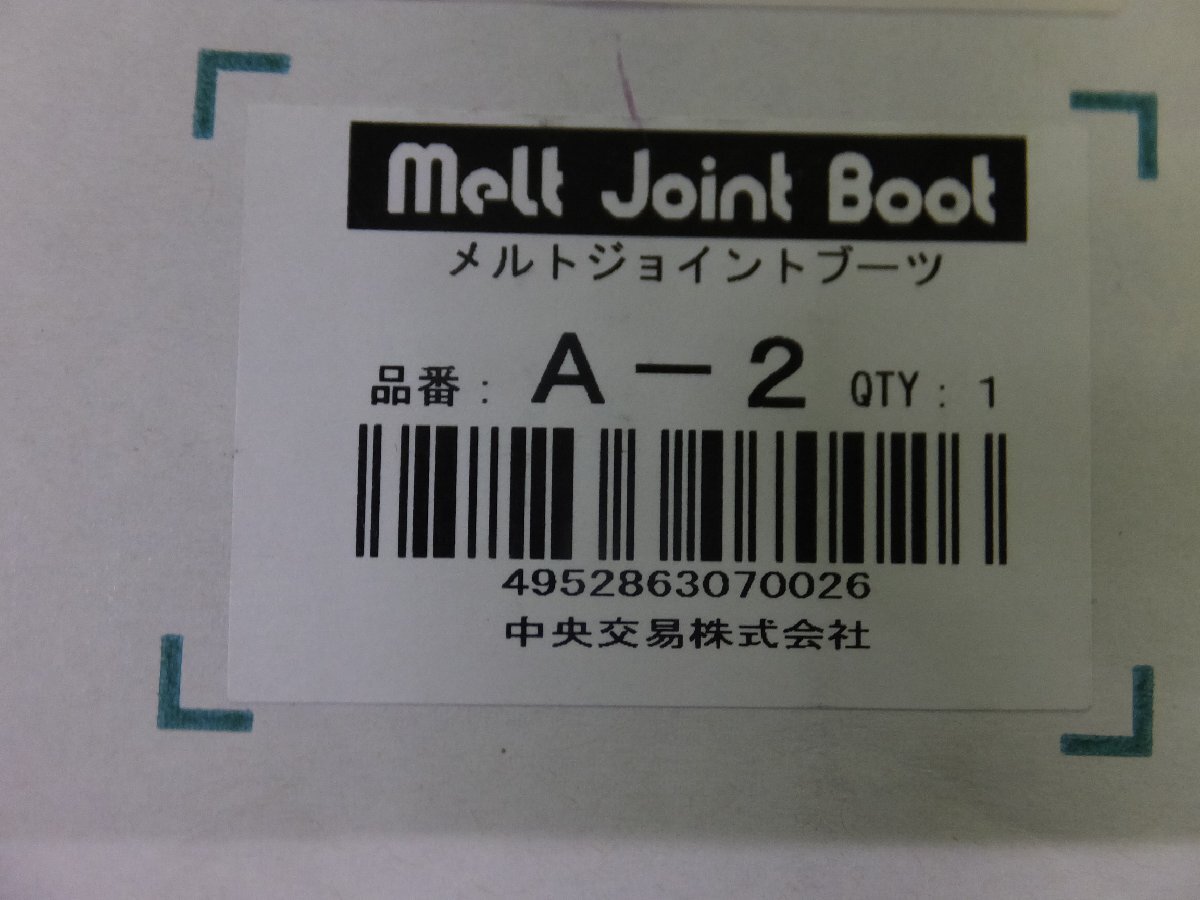 Melt Joint Boot
メルトジョイントブーツ
品番: A-2 QTY: 1
4952863070026
中央交易株式会社